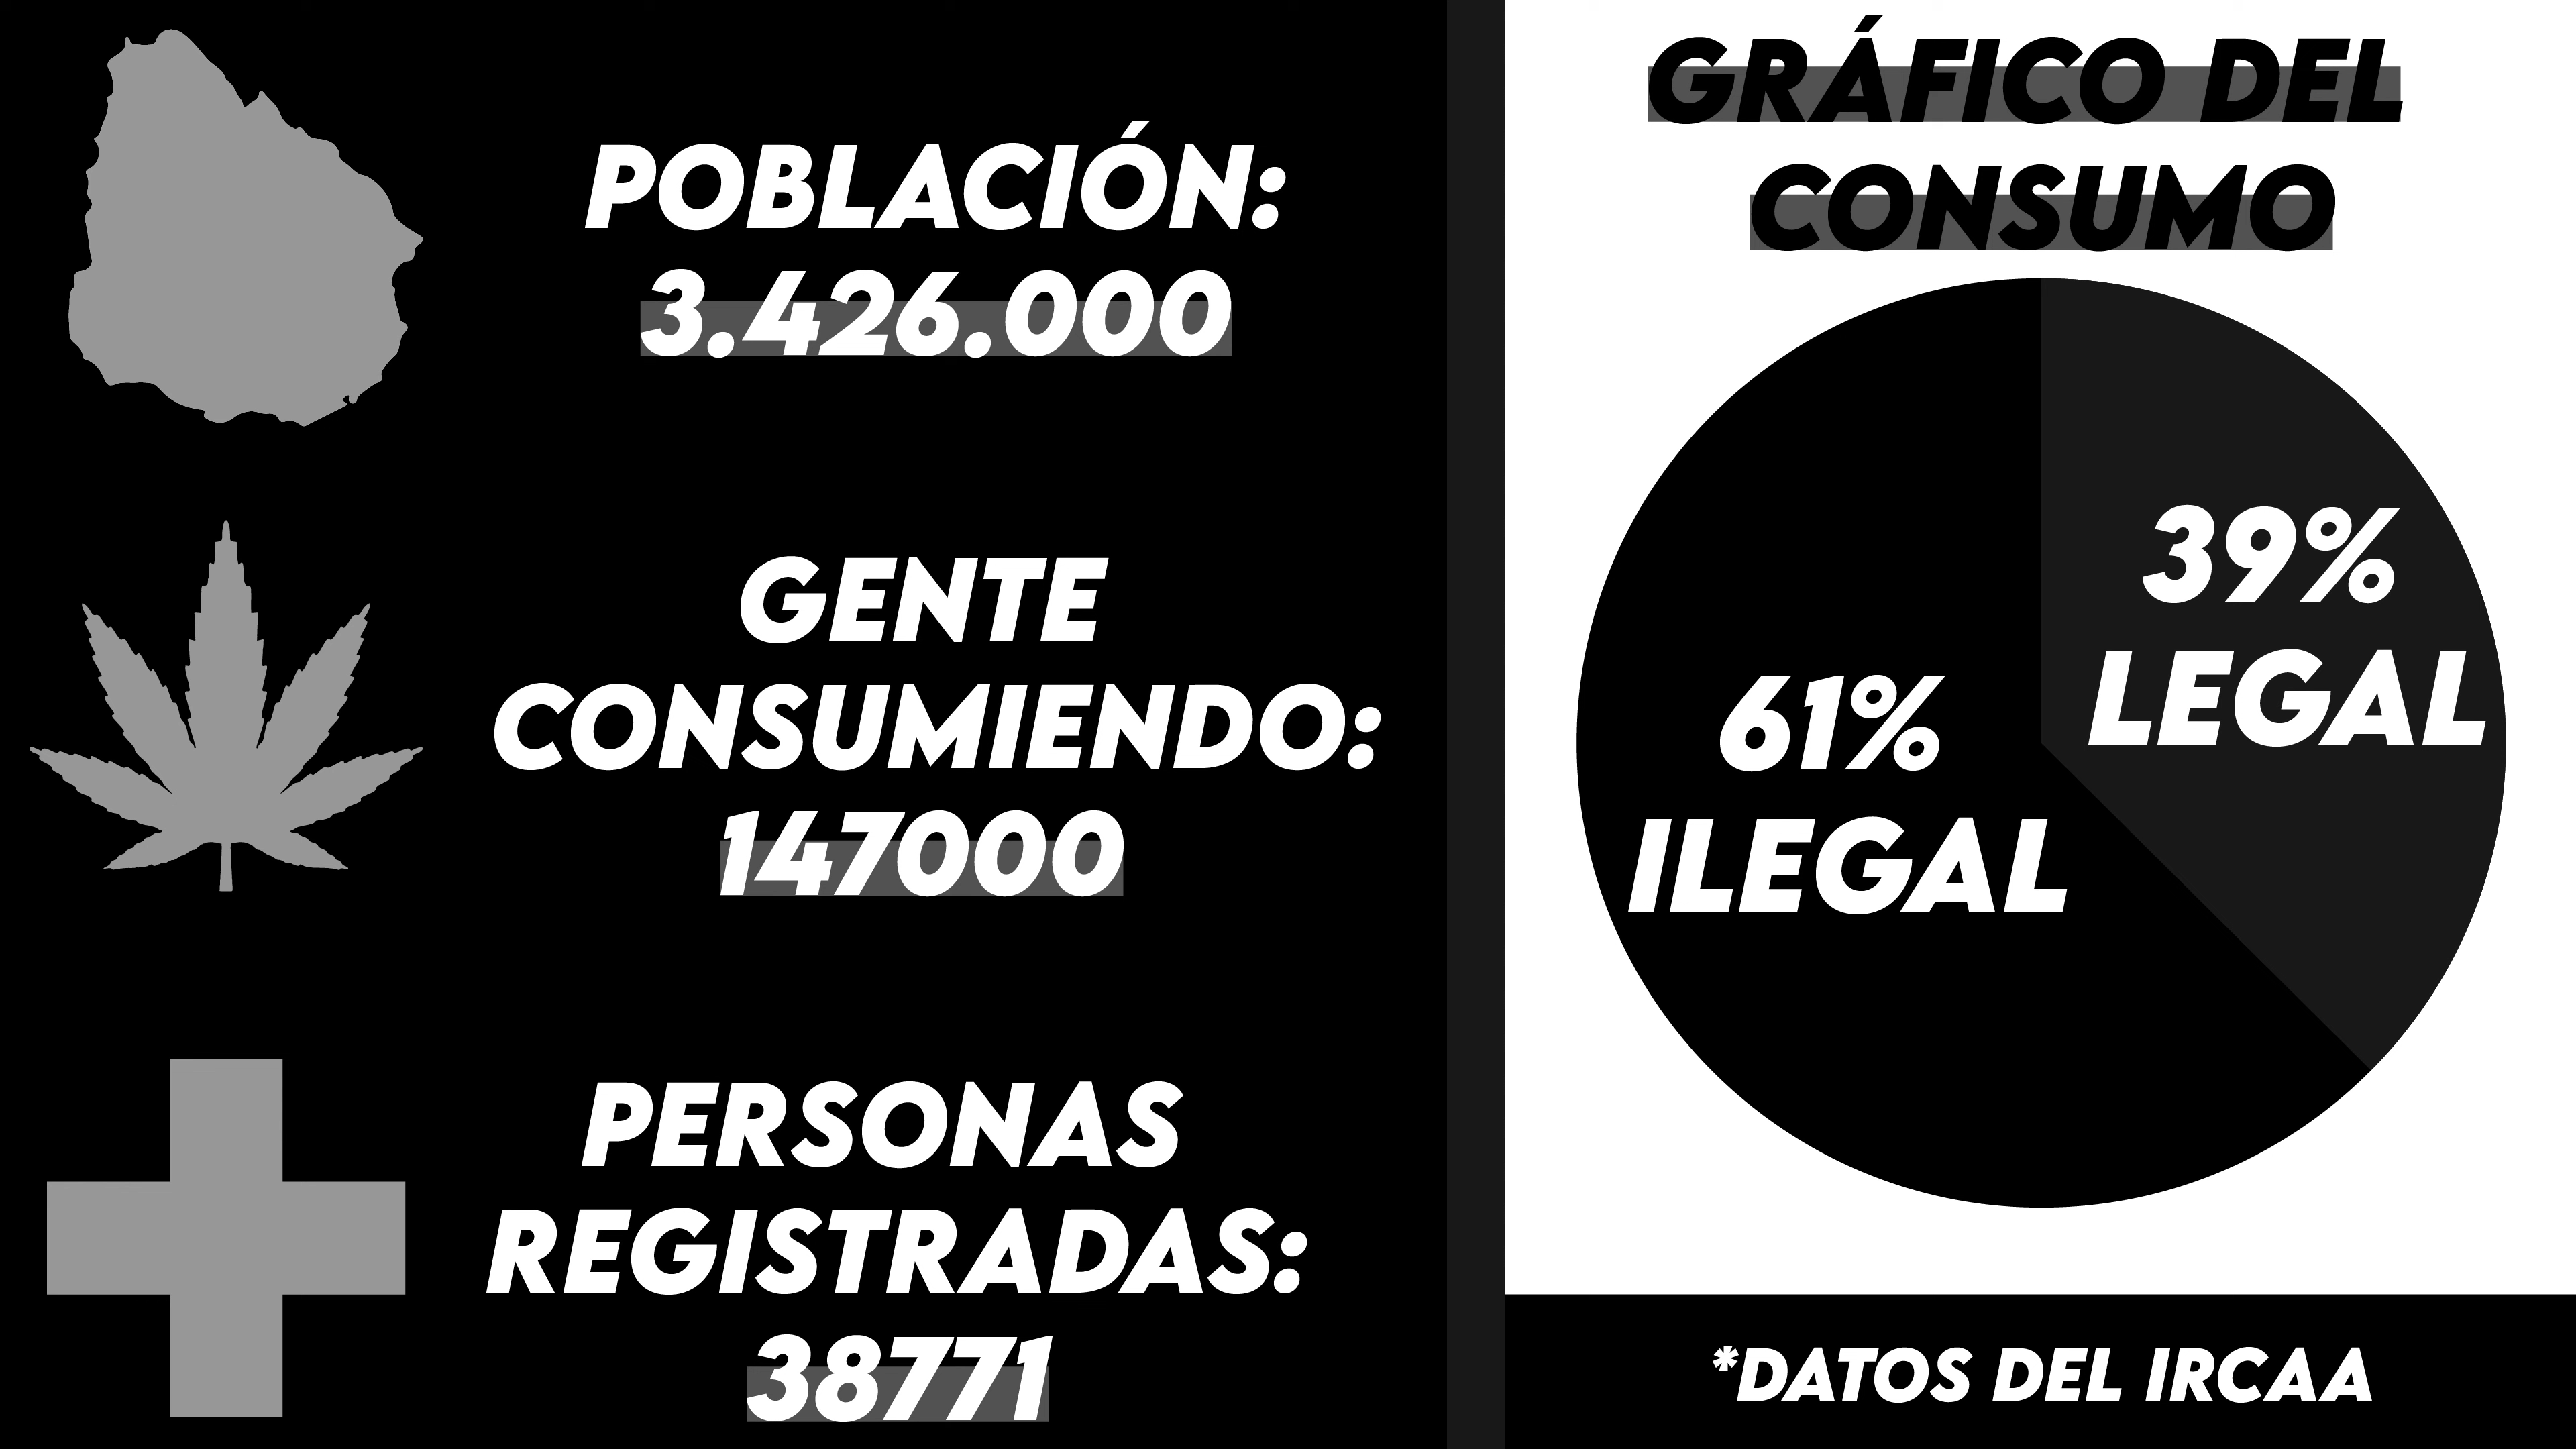 POBLACIÓN:
3.426.000
GENTE
CONSUMIENDO:
147000
PERSONAS
REGISTRADAS:
38771
GRÁFICO DEL
CONSUMO
39%
LEGAL
61%
ILEGAL
*DATOS DEL IRCAA